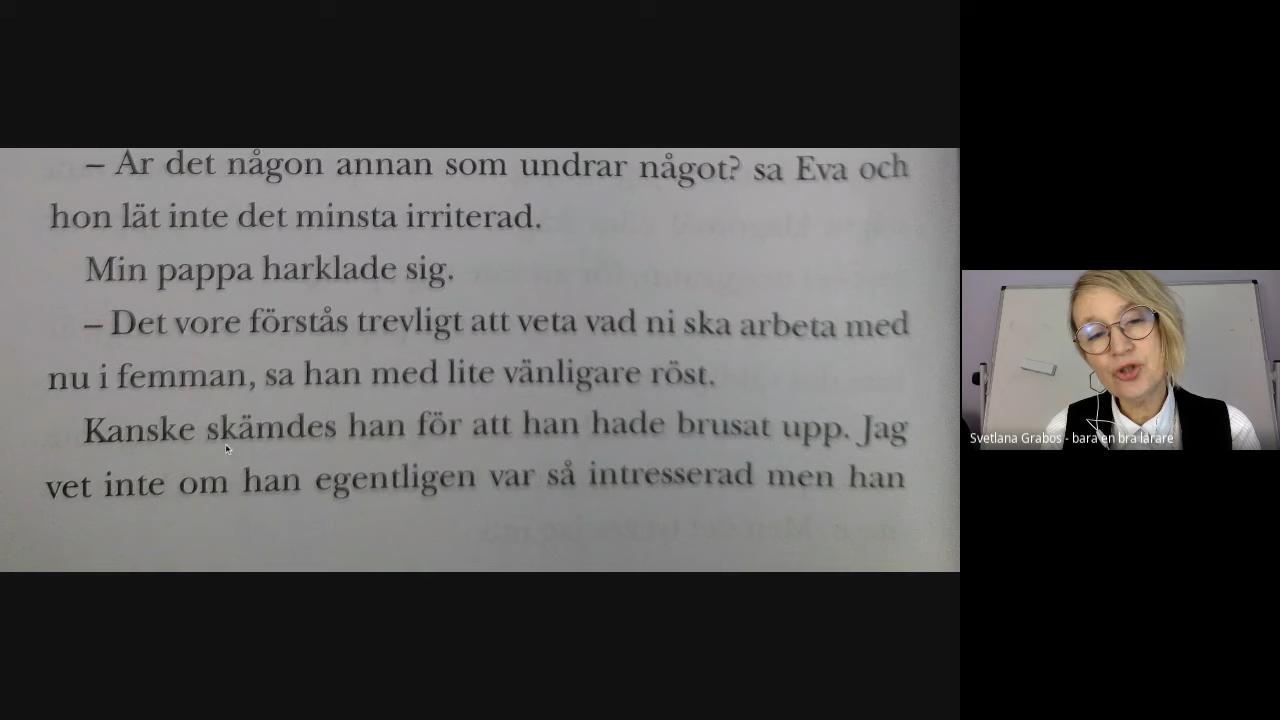 – Är det någon annan som undrar något? sa Eva och
hon lät inte det minsta irriterad.
Min pappa harklade sig.
– Det vore förstås trevligt att veta vad ni ska arbeta med
nu i femman, sa han med lite vänligare röst.
Kanske skämdes han för att han hade brusat upp. Jag
vet inte om han egentligen var så intresserad men han
Svetlana Grabos - bara en bra lärare